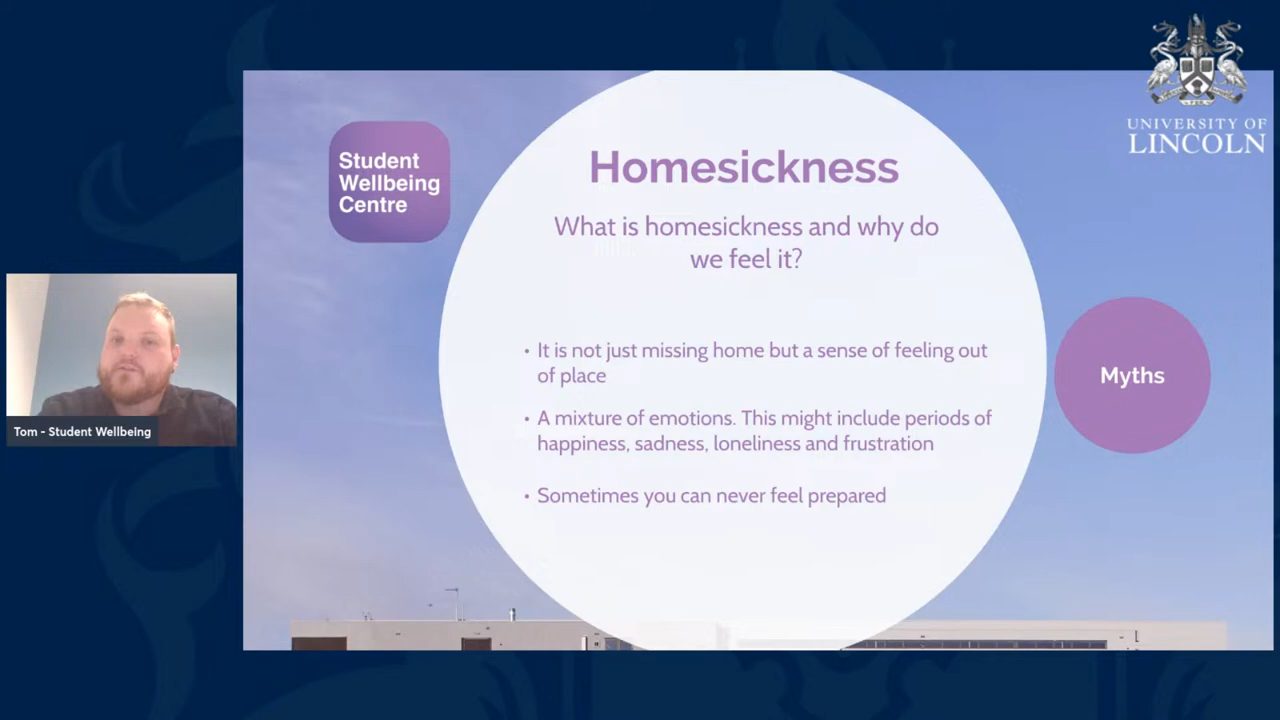 UNIVERSITY OF
LINCOLN
Student
Wellbeing
Centre
Homesickness
What is homesickness and why do
we feel it?
• It is not just missing home but a sense of feeling out
of place
• A mixture of emotions. This might include periods of
happiness, sadness, loneliness and frustration
• Sometimes you can never feel prepared
Myths
Tom - Student Wellbeing